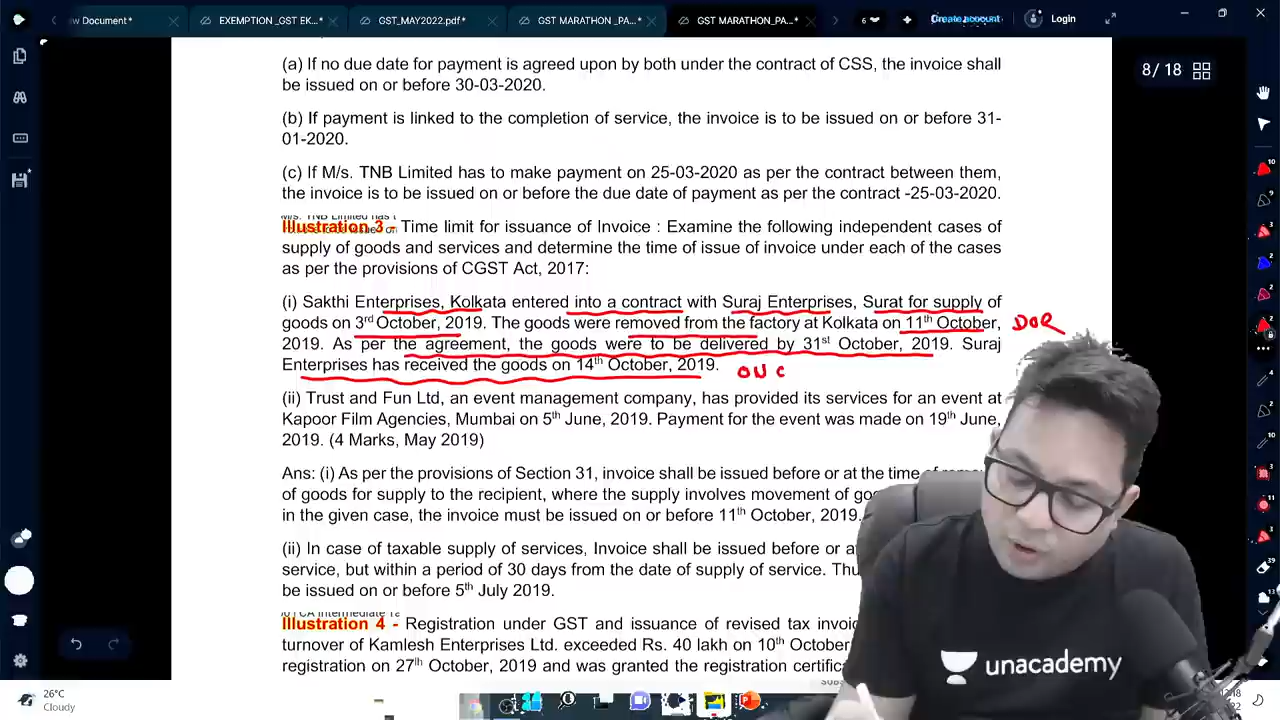 w Document*
EXEMPTION _GST EK...*
GST_MAY2022.pdf*
GST MARATHON _PA...*
GST MARATHON_PA...*
6
Create account
Login
8/18
(a) If no due date for payment is agreed upon by both under the contract of CSS, the invoice shall
be issued on or before 30-03-2020.
(b) If payment is linked to the completion of service, the invoice is to be issued on or before 31-
01-2020.
(c) If M/s. TNB Limited has to make payment on 25-03-2020 as per the contract between them,
the invoice is to be issued on or before the due date of payment as per the contract -25-03-2020.
Illustration 3 - Time limit for issuance of Invoice : Examine the following independent cases of
supply of goods and services and determine the time of issue of invoice under each of the cases
as per the provisions of CGST Act, 2017:
(i) Sakthi Enterprises, Kolkata entered into a contract with Suraj Enterprises, Surat for supply of
goods on 3rd October, 2019. The goods were removed from the factory at Kolkata on 11th October, DOR
2019. As per the agreement, the goods were to be delivered by 31st October, 2019. Suraj
Enterprises has received the goods on 14th October, 2019.
(ii) Trust and Fun Ltd, an event management company, has provided its services for an event at
Kapoor Film Agencies, Mumbai on 5th June, 2019. Payment for the event was made on 19th June,
2019. (4 Marks, May 2019)
Ans: (i) As per the provisions of Section 31, invoice shall be issued before or at the time of
of goods for supply to the recipient, where the supply involves movement of
in the given case, the invoice must be issued on or before 11th October, 2019.
(ii) In case of taxable supply of services, Invoice shall be issued before or
service, but within a period of 30 days from the date of supply of service.
be issued on or before 5th July 2019.
Illustration 4 - Registration under GST and issuance of revised tax
turnover of Kamlesh Enterprises Ltd. exceeded Rs. 40 lakh on 10th October
registration on 27th October, 2019 and was granted the registration
unacademy
26°C
Cloudy